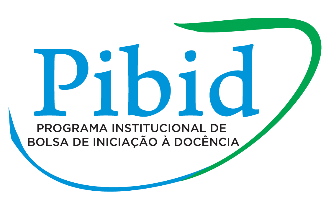 Pibid
PROGRAMA INSTITUCIONAL DE
BOLSA DE INICIAÇÃO À DOCÊNCIA